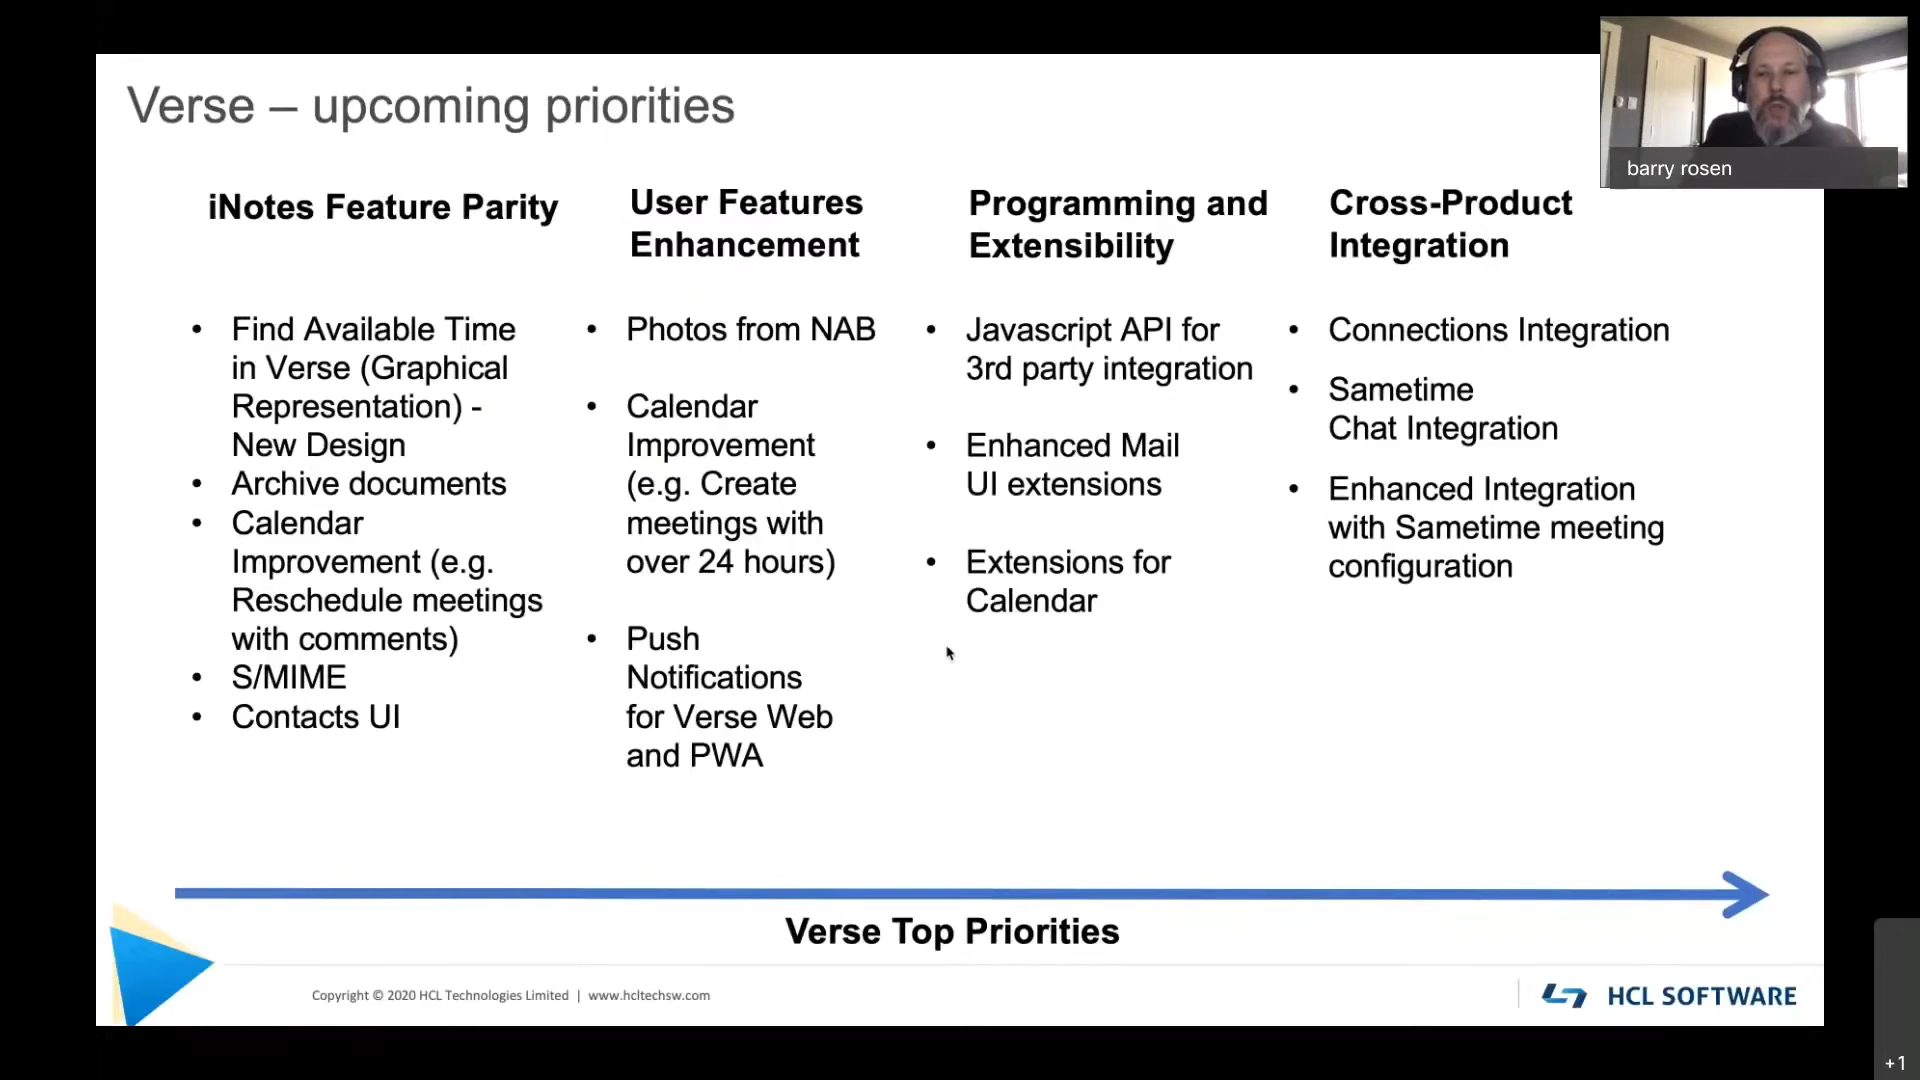 Verse – upcoming priorities
barry rosen
iNotes Feature Parity
• Find Available Time
in Verse (Graphical
Representation) -
New Design
• Archive documents
• Calendar
Improvement (e.g.
Reschedule meetings
with comments)
• S/MIME
• Contacts UI
User Features
Enhancement
• Photos from NAB
• Calendar
Improvement
(e.g. Create
meetings with
over 24 hours)
• Push
Notifications
for Verse Web
and PWA
Programming and
Extensibility
• Javascript API for
3rd party integration
• Enhanced Mail
UI extensions
• Extensions for
Calendar
Cross-Product
Integration
• Connections Integration
• Sametime
Chat Integration
• Enhanced Integration
with Sametime meeting
configuration
Verse Top Priorities
Copyright © 2020 HCL Technologies Limited | www.hcltechsw.com
HCL SOFTWARE
+1